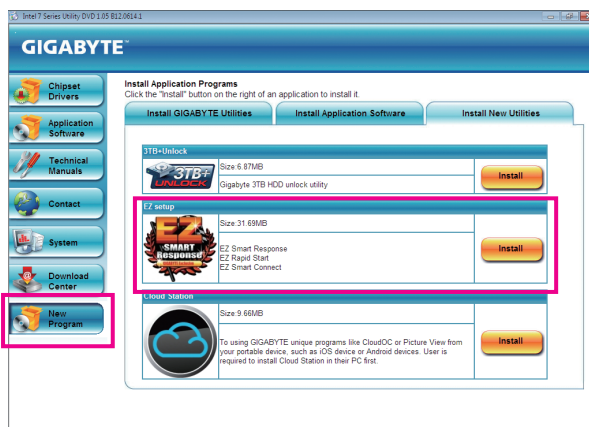 Intel 7 Series Utility DVD 1.05 B12.0614.1
GIGABYTE™
Chipset
Drivers
Application
Software
Technical
Manuals
Contact
System
Download
Center
New
Program
Install Application Programs
Click the "Install" button on the right of an application to install it.
Install GIGABYTE Utilities
Install Application Software
Install New Utilities
3TB+Unlock
3TB+
UNLOCK
Size:6.87MB
Gigabyte 3TB HDD unlock utility
Install
EZ setup
EZ
SMART
Response
Size:31.69MB
EZ Smart Response
EZ Rapid Start
EZ Smart Connect
Install
Cloud Station
Size:9.66MB
To using GIGABYTE unique programs like CloudOC or Picture View from
your portable device, such as iOS device or Android devices. User is
required to install Cloud Station in their PC first.
Install